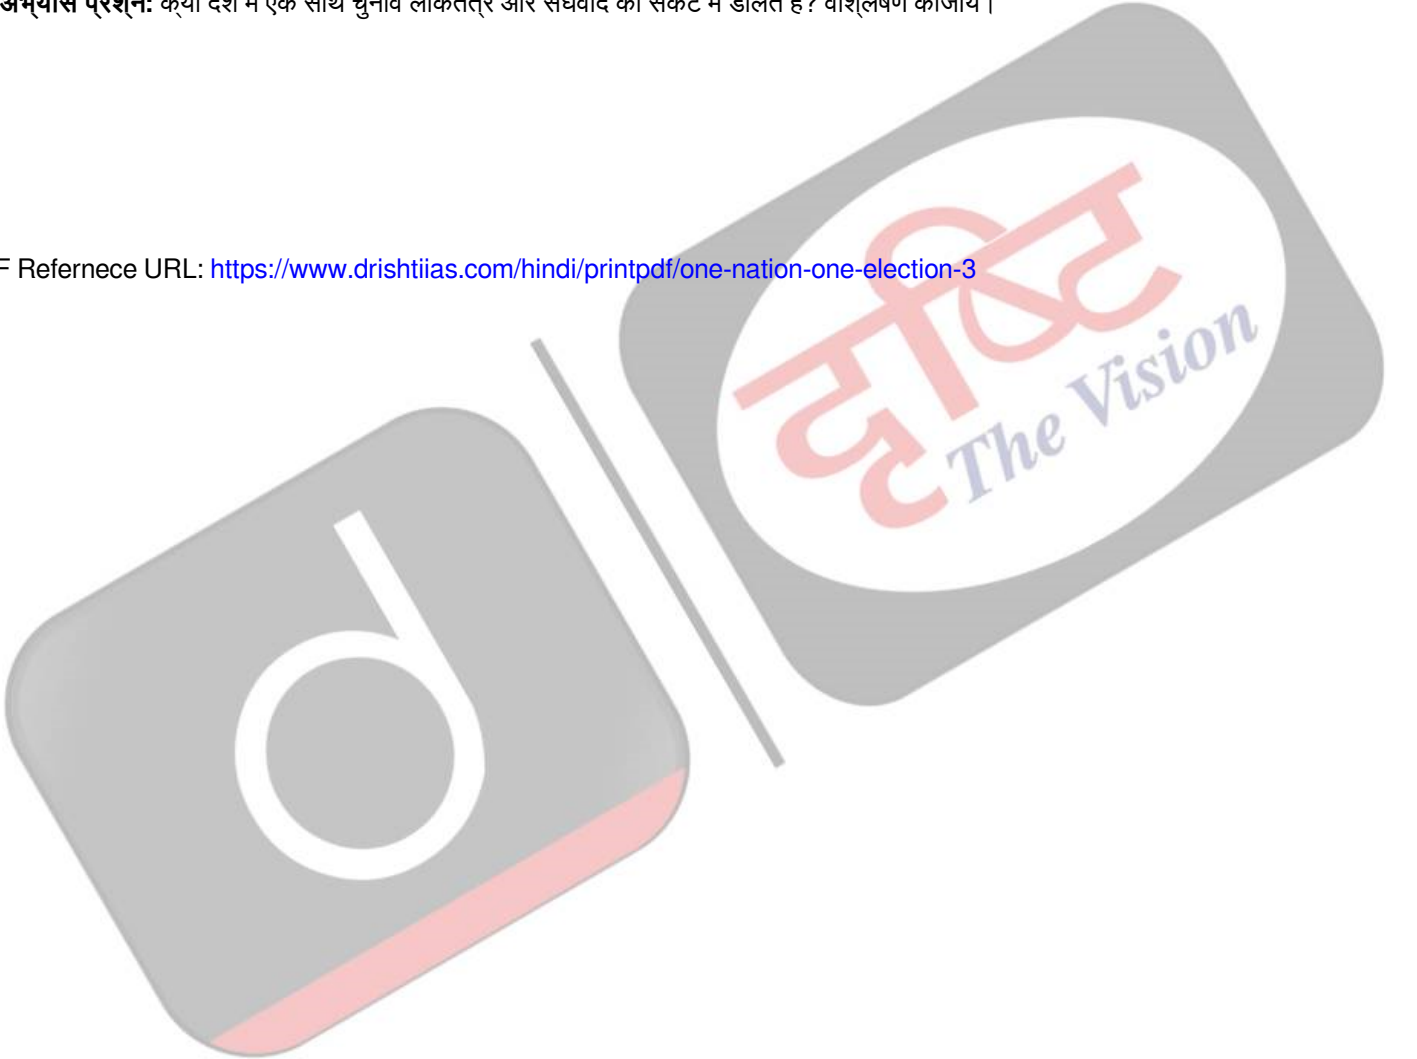 अभ्यास प्रश्न: क्या देश में एक साथ चुनाव लोकतंत्र और संघवाद को संकट में डालते हैं? विश्लेषण कीजिये।
F Refernece URL: https://www.drishtiias.com/hindi/printpdf/one-nation-one-election-3
दृष्टि
The Vision
d